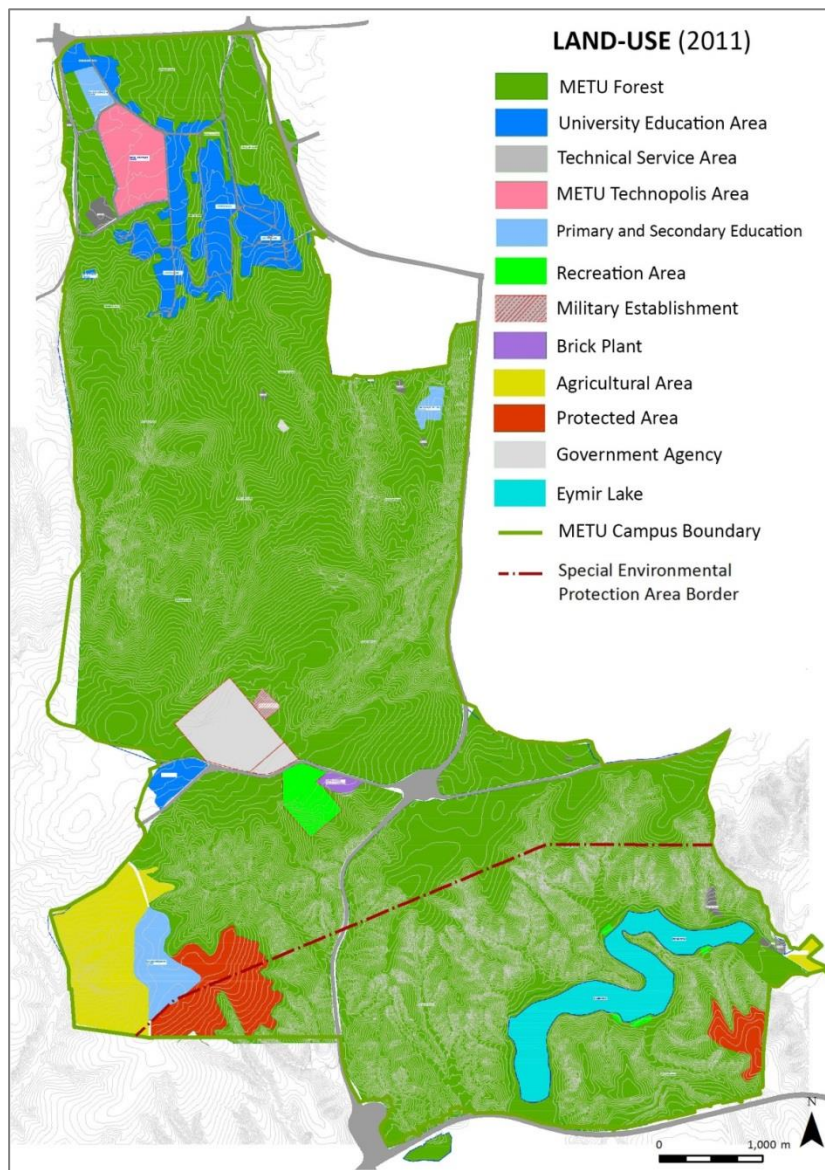 LAND-USE (2011)
METU Forest
University Education Area
Technical Service Area
METU Technopolis Area
Primary and Secondary Education
Recreation Area
Military Establishment
Brick Plant
Agricultural Area
Protected Area
Government Agency
Eymir Lake
METU Campus Boundary
Special Environmental
Protection Area Border
N
0 1,000 m